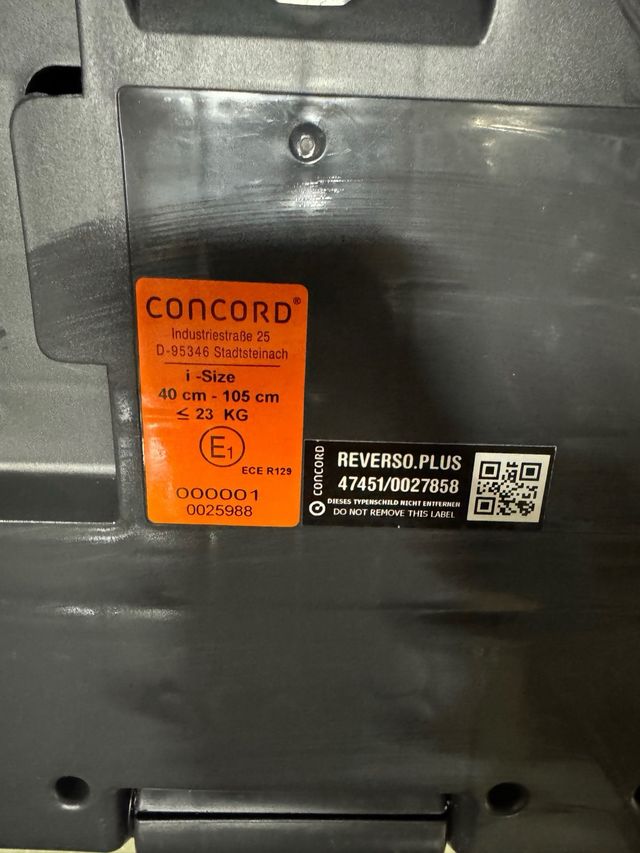 CONCORD®
Industriestraße 25
D-95346 Stadtsteinach
i -Size
40 cm - 105 cm
≤ 23 KG
E1
ECE R129
000001
0025988
CONCORD
REVERSO.PLUS
47451/0027858
DIESES TYPENSCHILD NICHT ENTFERNEN
DO NOT REMOVE THIS LABEL